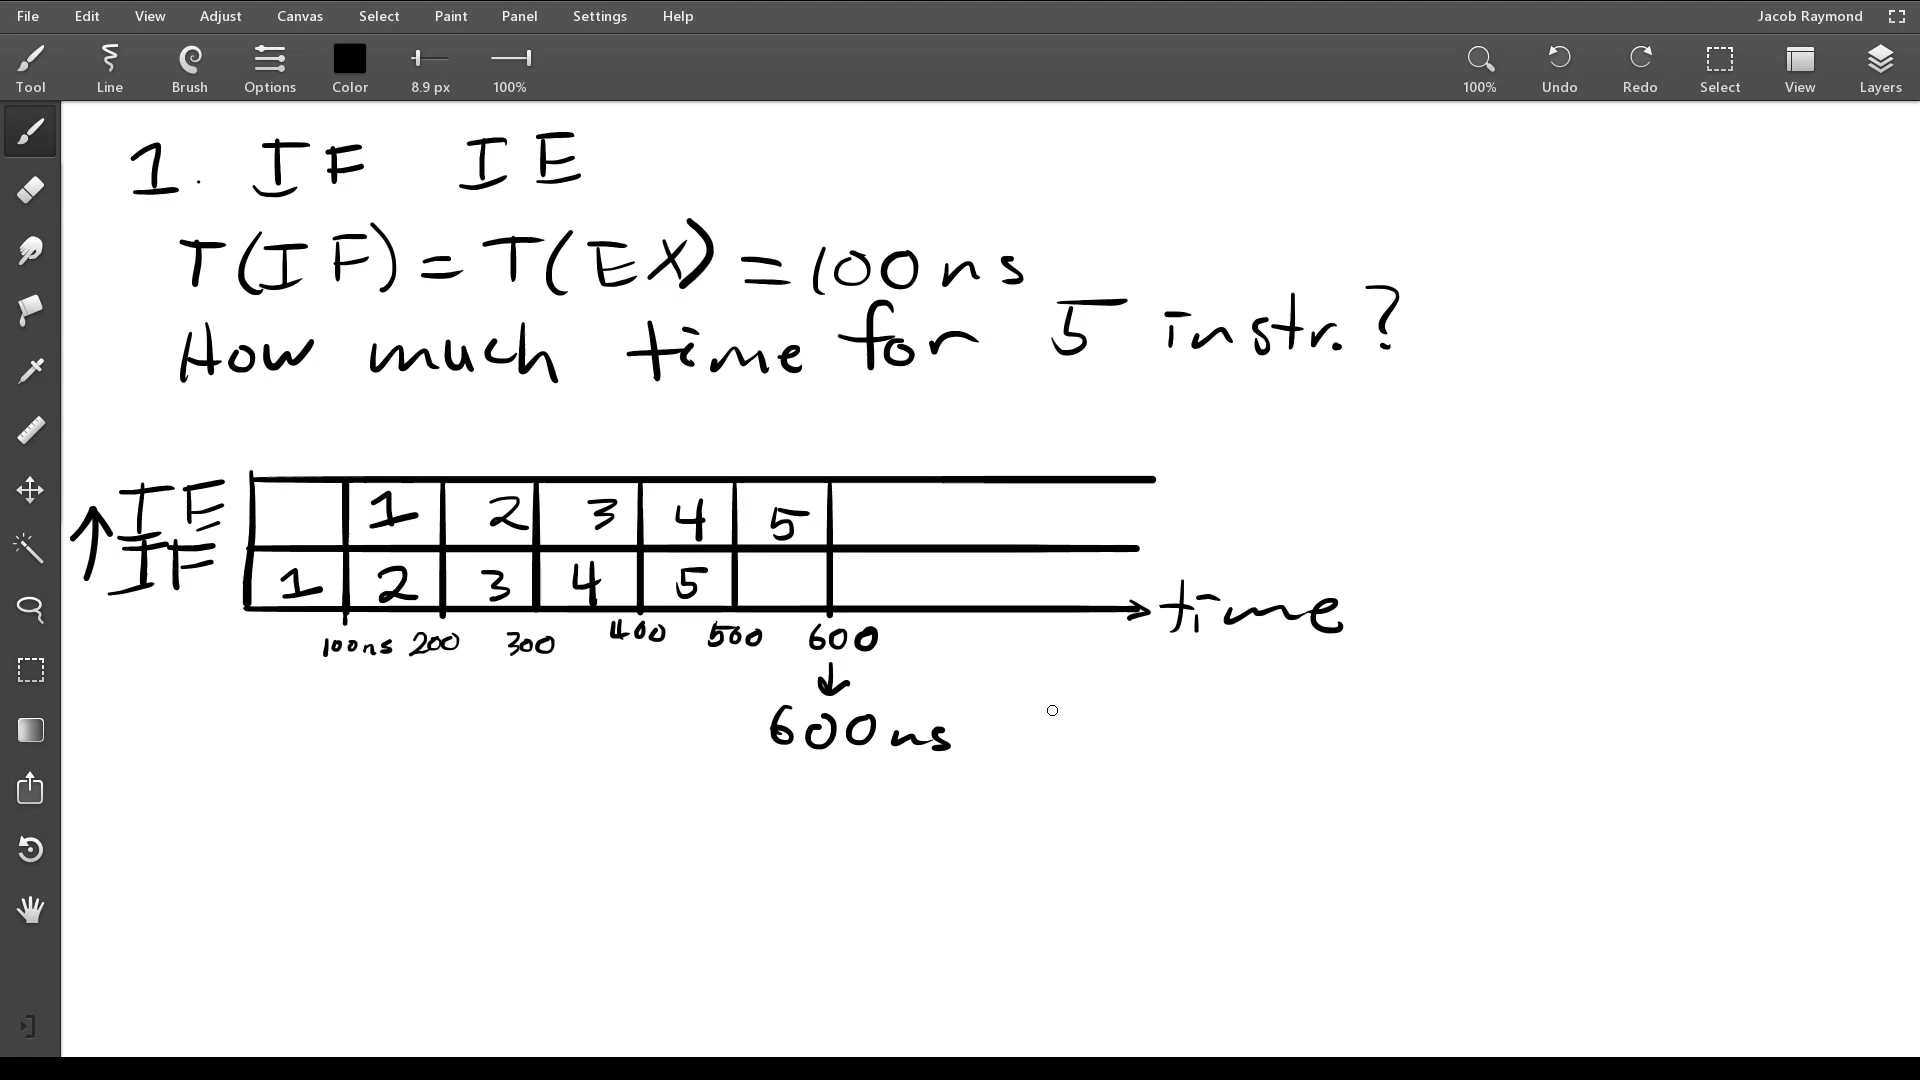 File Edit View Adjust Canvas Select Paint Panel Settings Help Jacob Raymond
Tool Line Brush Options Color 8.9 px 100% 100% Undo Redo Select View Layers
1. IF IE
T(IF) = T(EX) = 100ns
How much time for 5 instr.?
IE 1 2 3 4 5
IF 1 2 3 4 5
time
100ns 200 300 400 500 600
600ns